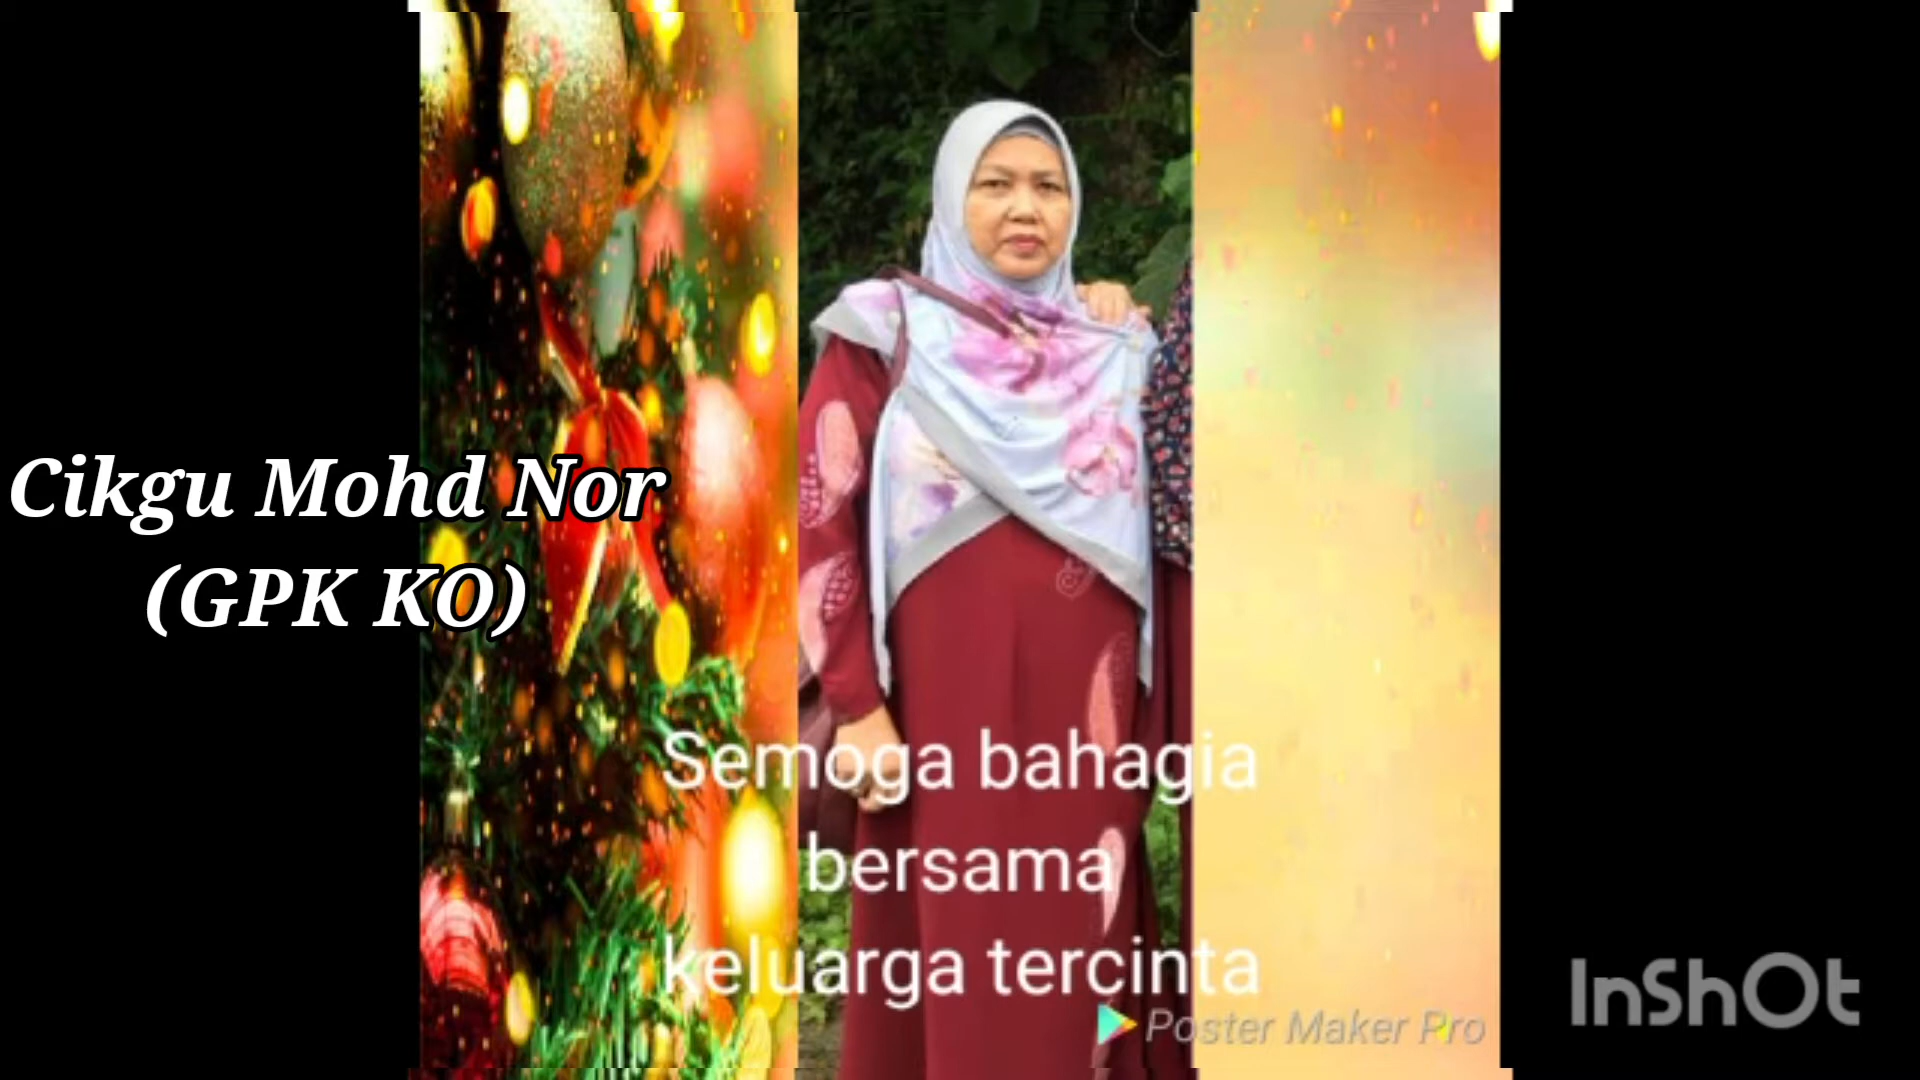 Cikgu Mohd Nor
(GPK KO)
Semoga bahagia
bersama
keluarga tercinta
Poster Maker Pro
InShOt